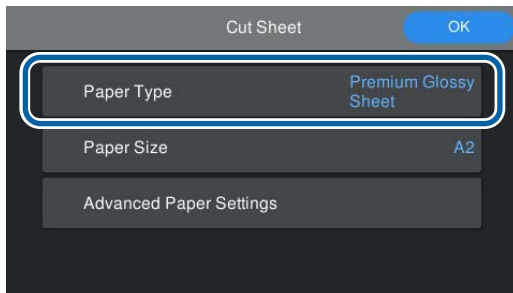 Cut Sheet
OK
Paper Type
Premium Glossy
Sheet
Paper Size
A2
Advanced Paper Settings